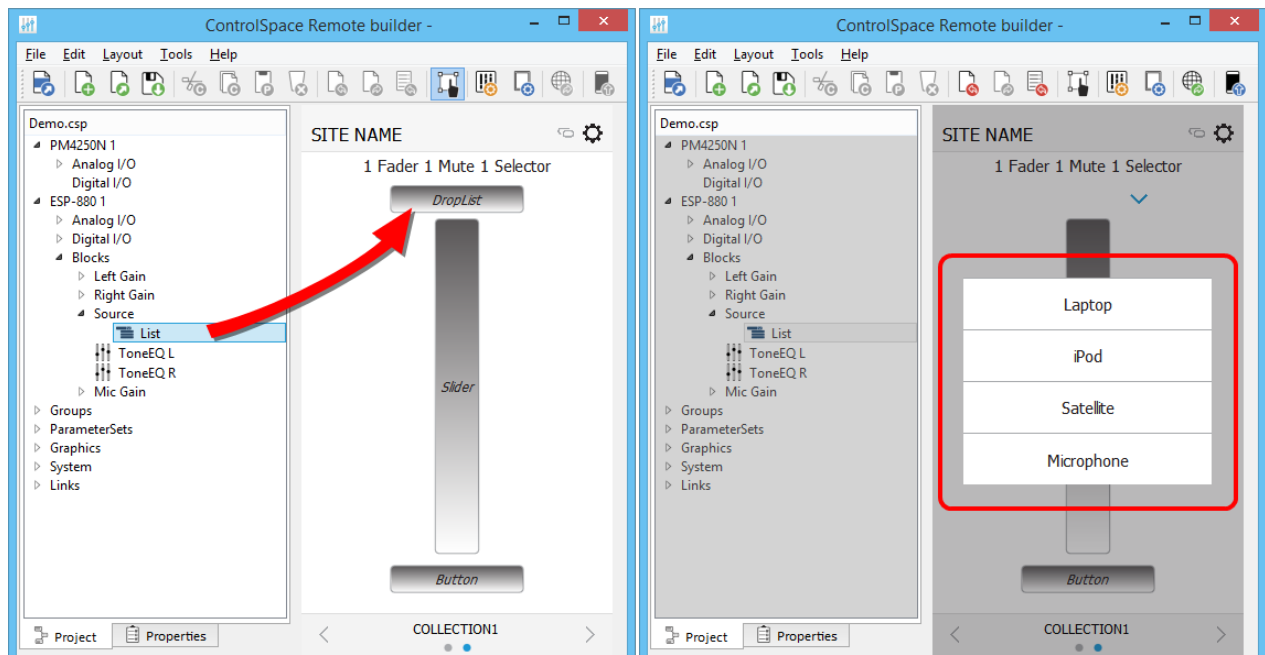 ControlSpace Remote builder -
File Edit Layout Tools Help
Demo.csp
PM4250N 1
Analog I/O
Digital I/O
ESP-880 1
Analog I/O
Digital I/O
Blocks
Left Gain
Right Gain
Source
List
ToneEQ L
ToneEQ R
Mic Gain
Groups
ParameterSets
Graphics
System
Links
Project Properties
SITE NAME
1 Fader 1 Mute 1 Selector
DropList
Slider
Button
COLLECTION1
ControlSpace Remote builder -
File Edit Layout Tools Help
Demo.csp
PM4250N 1
Analog I/O
Digital I/O
ESP-880 1
Analog I/O
Digital I/O
Blocks
Left Gain
Right Gain
Source
List
ToneEQ L
ToneEQ R
Mic Gain
Groups
ParameterSets
Graphics
System
Links
Project Properties
SITE NAME
1 Fader 1 Mute 1 Selector
Laptop
iPod
Satellite
Microphone
Button
COLLECTION1